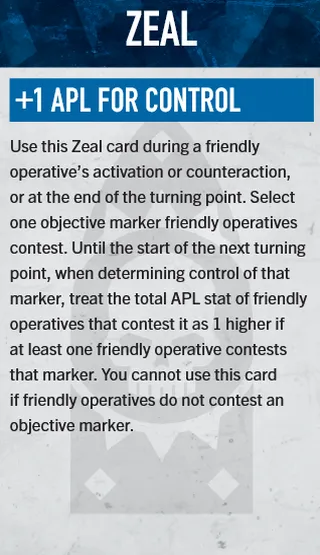 ZEAL
+1 APL FOR CONTROL
Use this Zeal card during a friendly
operative's activation or counteraction,
or at the end of the turning point. Select
one objective marker friendly operatives
contest. Until the start of the next turning
point, when determining control of that
marker, treat the total APL stat of friendly
operatives that contest it as 1 higher if
at least one friendly operative contests
that marker. You cannot use this card
if friendly operatives do not contest an
objective marker.